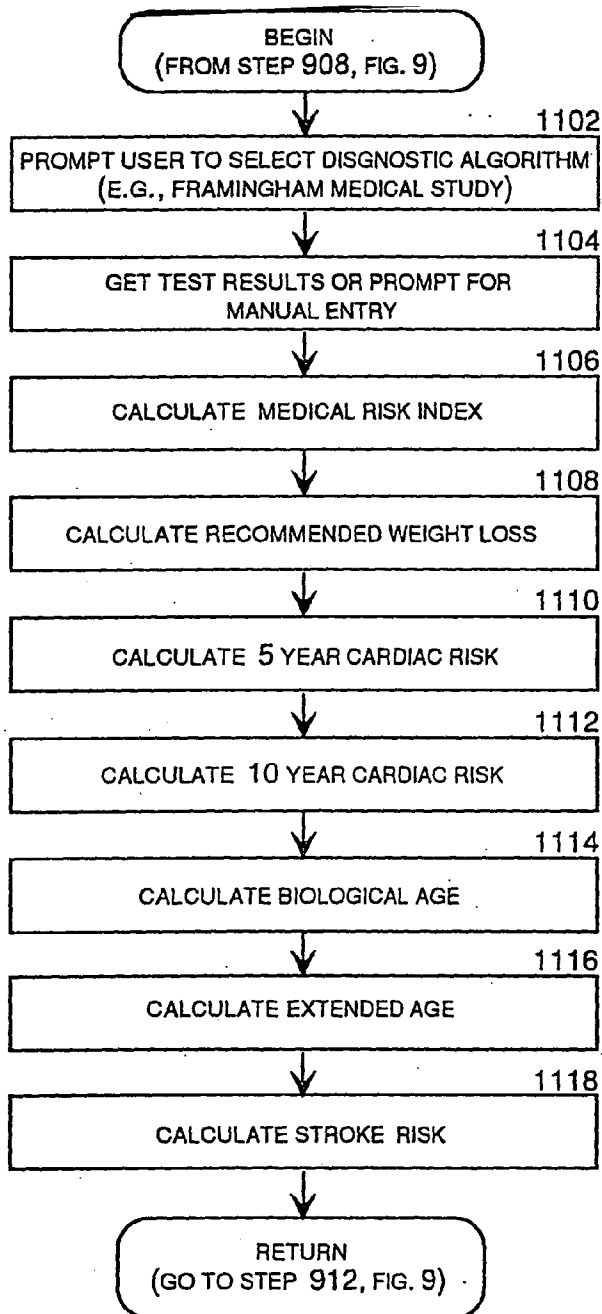 BEGIN
(FROM STEP 908, FIG. 9)
1102
PROMPT USER TO SELECT DISGNOSTIC ALGORITHM
(E.G., FRAMINGHAM MEDICAL STUDY)
1104
GET TEST RESULTS OR PROMPT FOR
MANUAL ENTRY
1106
CALCULATE MEDICAL RISK INDEX
1108
CALCULATE RECOMMENDED WEIGHT LOSS
1110
CALCULATE 5 YEAR CARDIAC RISK
1112
CALCULATE 10 YEAR CARDIAC RISK
1114
CALCULATE BIOLOGICAL AGE
1116
CALCULATE EXTENDED AGE
1118
CALCULATE STROKE RISK
RETURN
(GO TO STEP 912, FIG. 9)